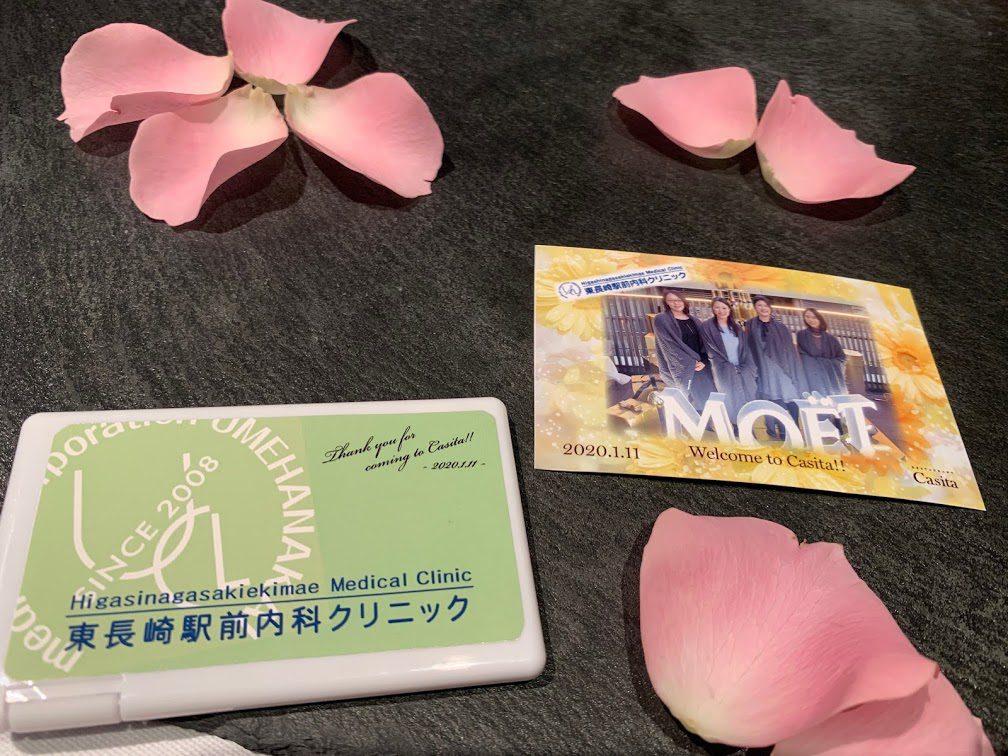 Higashinagasakiekimae Medical Clinic
東長崎駅前内科クリニック
MOËT
2020.1.11 Welcome to Casita!!
Casita
Thank you for
coming to Casita!!
- 2020.1.11 -
SINCE 2008
Higasinagasakiekimae Medical Clinic
東長崎駅前内科クリニック